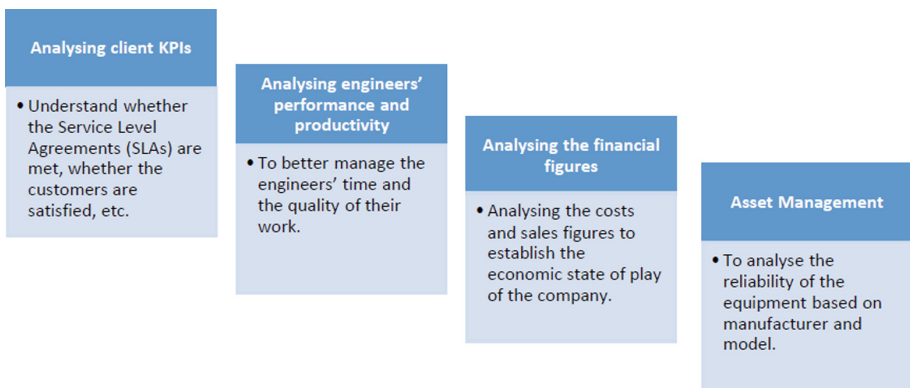 Analysing client KPIs
• Understand whether
the Service Level
Agreements (SLAs) are
met, whether the
customers are
satisfied, etc.
Analysing engineers’
performance and
productivity
• To better manage the
engineers’ time and
the quality of their
work.
Analysing the financial
figures
• Analysing the costs
and sales figures to
establish the
economic state of play
of the company.
Asset Management
• To analyse the
reliability of the
equipment based on
manufacturer and
model.